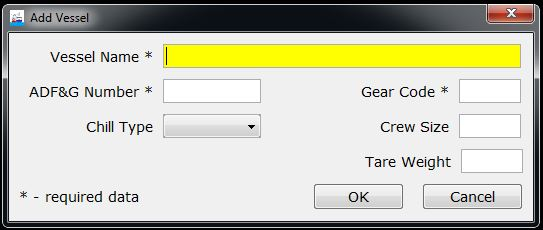 Add Vessel
Vessel Name *
ADF&G Number * Gear Code *
Chill Type Crew Size
Tare Weight
* - required data OK Cancel